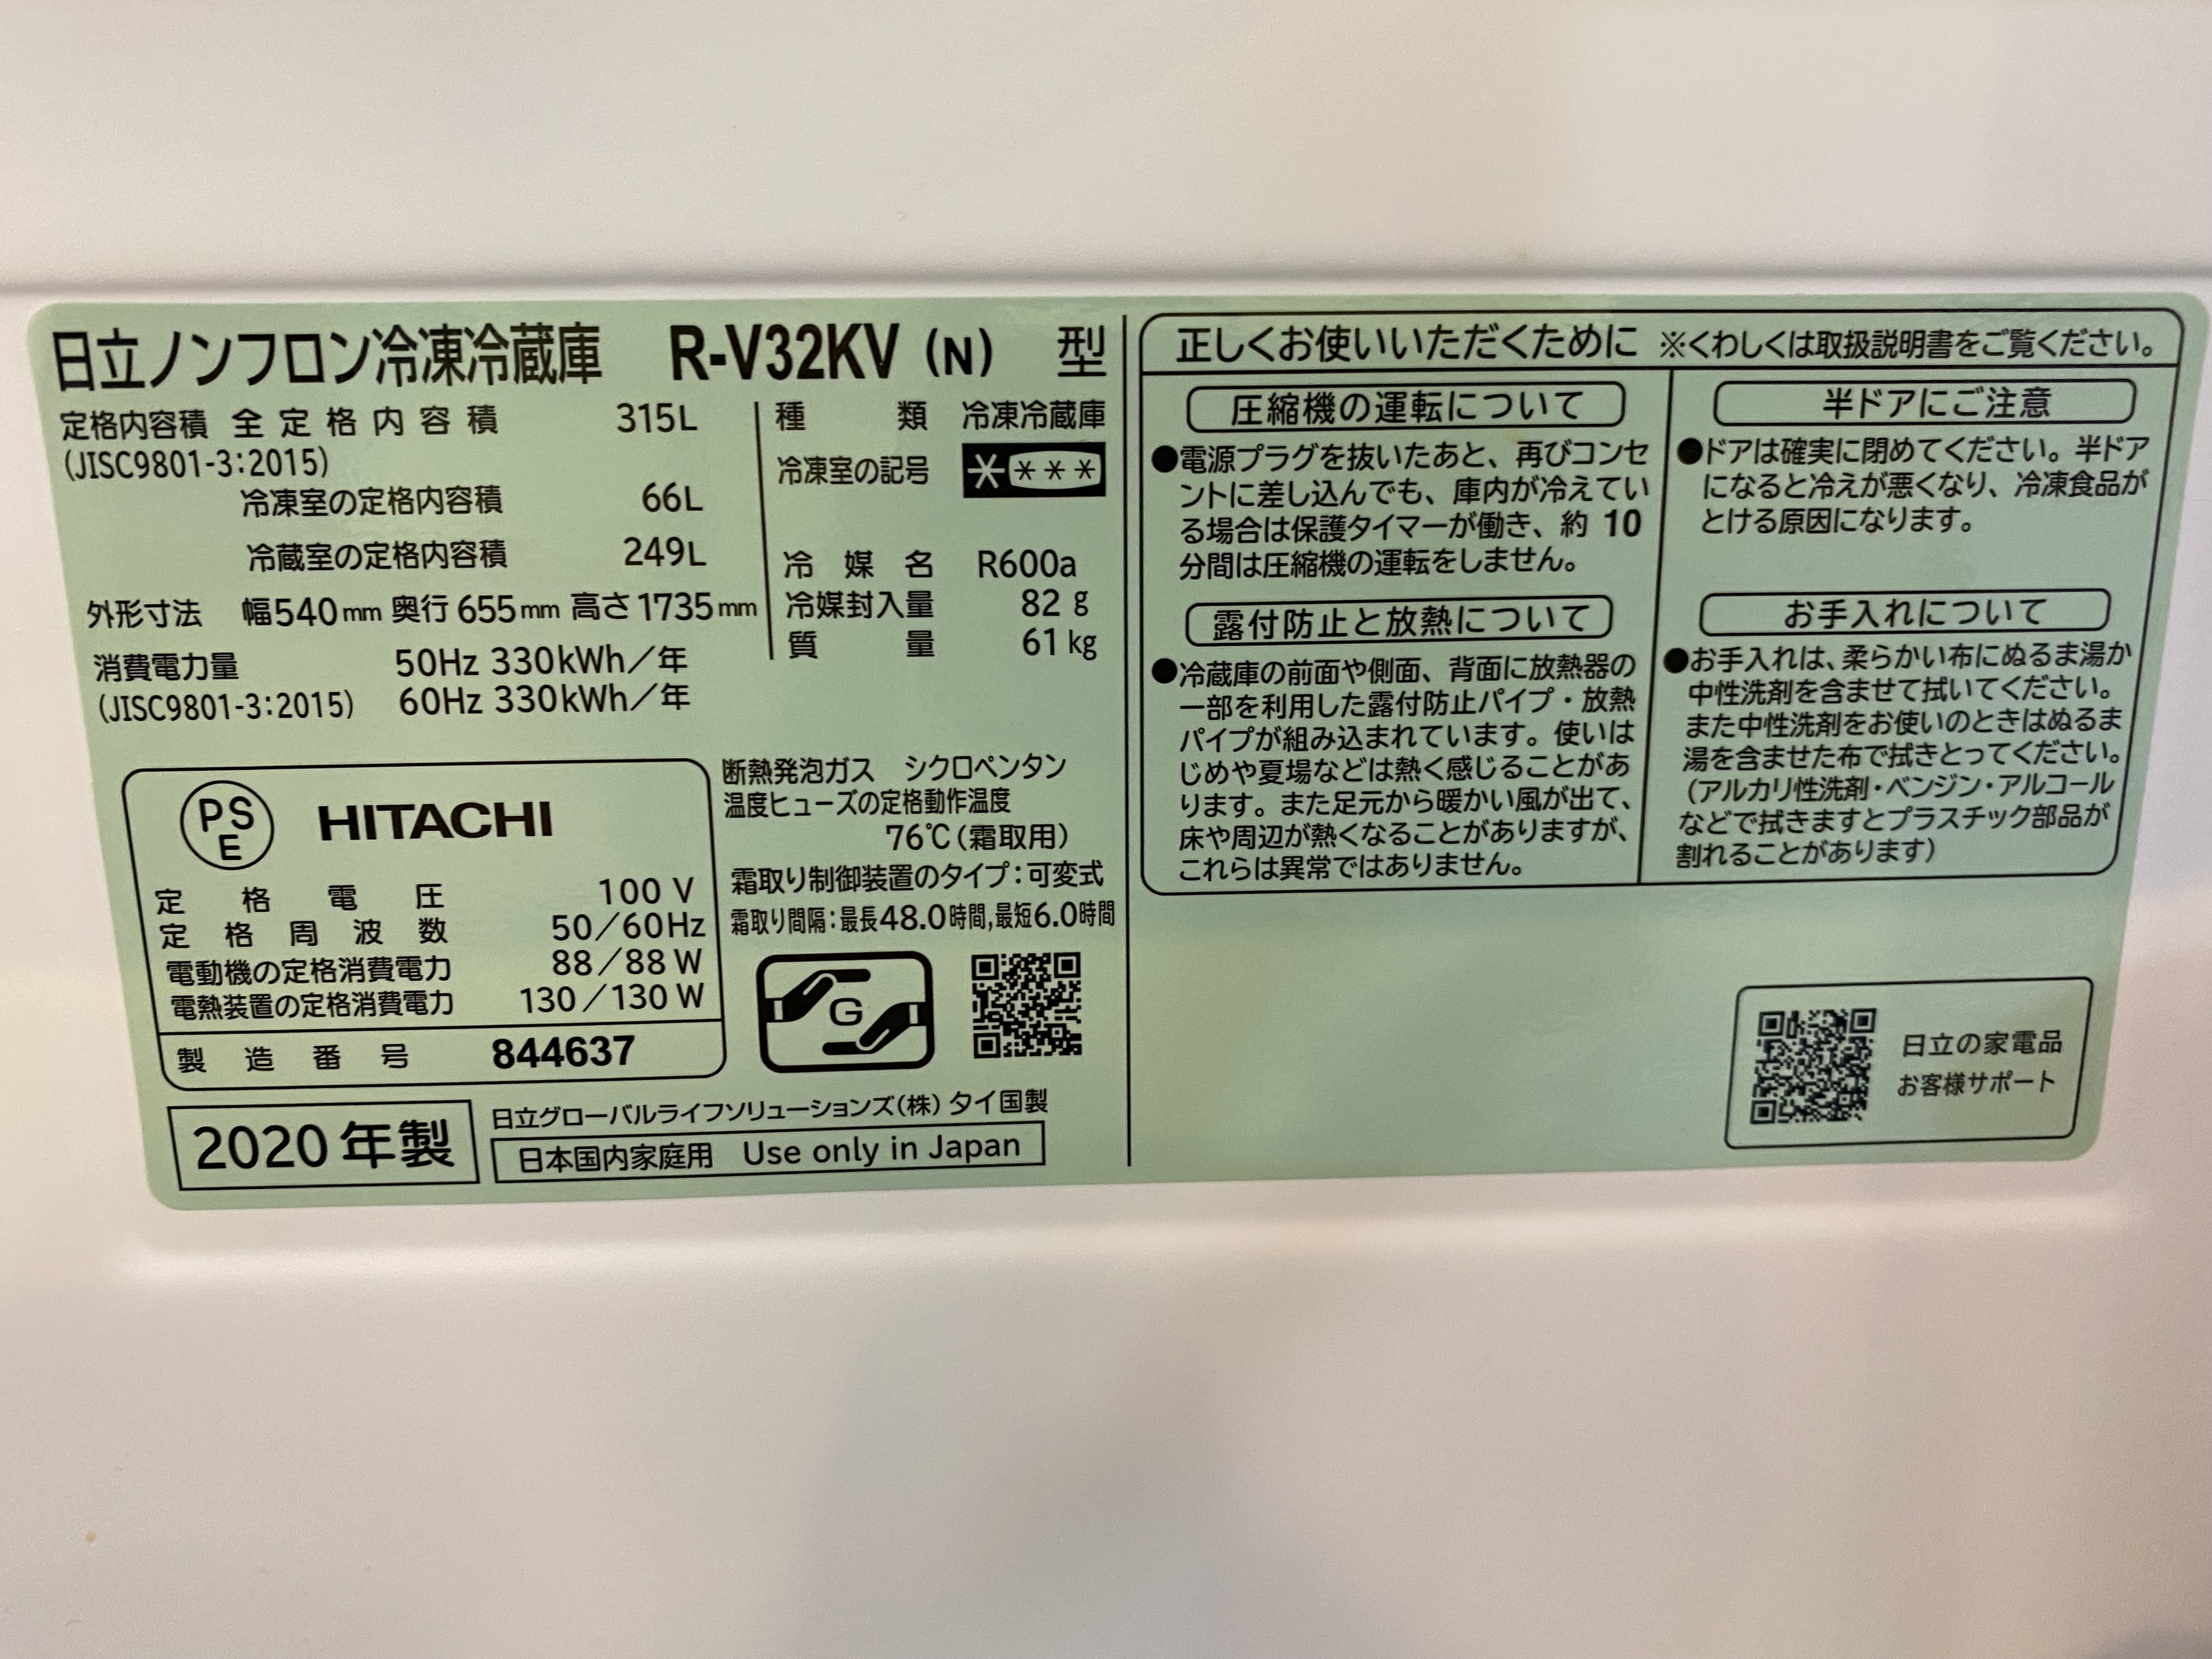 日立ノンフロン冷凍冷蔵庫 R-V32KV (N) 型
定格内容積 全定格内容積 315L
(JISC9801-3:2015)
冷凍室の定格内容積 66L
冷蔵室の定格内容積 249L
外形寸法 幅540mm 奥行655mm 高さ1735mm
消費電力量 50Hz 330kWh/年
(JISC9801-3:2015) 60Hz 330kWh/年
種類 冷凍冷蔵庫
冷凍室の記号 ****
冷媒名 R600a
冷媒封入量 82 g
質量 61 kg
PS
E
HITACHI
定格電圧 100 V
定格周波数 50/60Hz
電動機の定格消費電力 88/88 W
電熱装置の定格消費電力 130/130 W
製造番号 844637
断熱発泡ガス シクロペンタン
温度ヒューズの定格動作温度
76℃(霜取用)
霜取り制御装置のタイプ:可変式
霜取り間隔:最長48.0時間,最短6.0時間
G
2020年製
日立グローバルライフソリューションズ(株) タイ国製
日本国内家庭用 Use only in Japan
正しくお使いいただくために ※くわしくは取扱説明書をご覧ください。
圧縮機の運転について
●電源プラグを抜いたあと、再びコンセ
ントに差し込んでも、庫内が冷えてい
る場合は保護タイマーが働き、約 10
分間は圧縮機の運転をしません。
露付防止と放熱について
●冷蔵庫の前面や側面、背面に放熱器の
一部を利用した露付防止パイプ・放熱
パイプが組み込まれています。使いは
じめや夏場などは熱く感じることがあ
ります。また足元から暖かい風が出て、
床や周辺が熱くなることがありますが、
これらは異常ではありません。
半ドアにご注意
●ドアは確実に閉めてください。半ドア
になると冷えが悪くなり、冷凍食品が
とける原因になります。
お手入れについて
●お手入れは、柔らかい布にぬるま湯か
中性洗剤を含ませて拭いてください。
また中性洗剤をお使いのときはぬるま
湯を含ませた布で拭きとってください。
(アルカリ性洗剤・ベンジン・アルコール
などで拭きますとプラスチック部品が
割れることがあります)
日立の家電品
お客様サポート